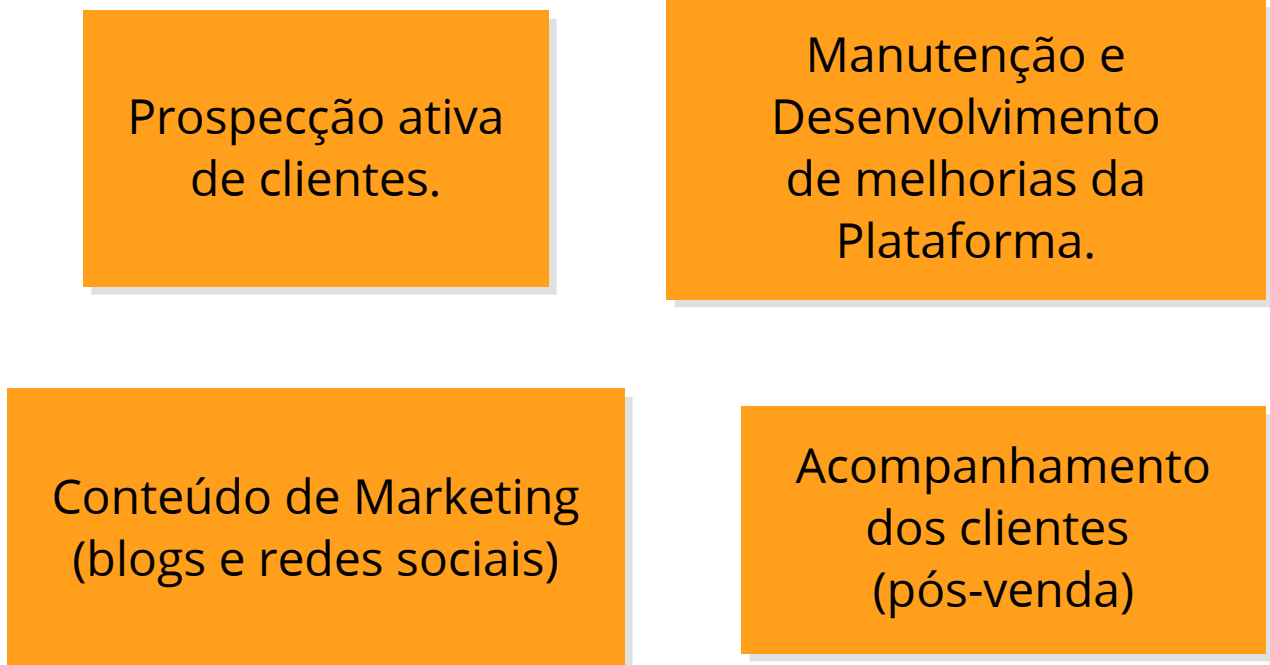 Prospecção ativa
de clientes.
Manutenção e
Desenvolvimento
de melhorias da
Plataforma.
Conteúdo de Marketing
(blogs e redes sociais)
Acompanhamento
dos clientes
(pós-venda)